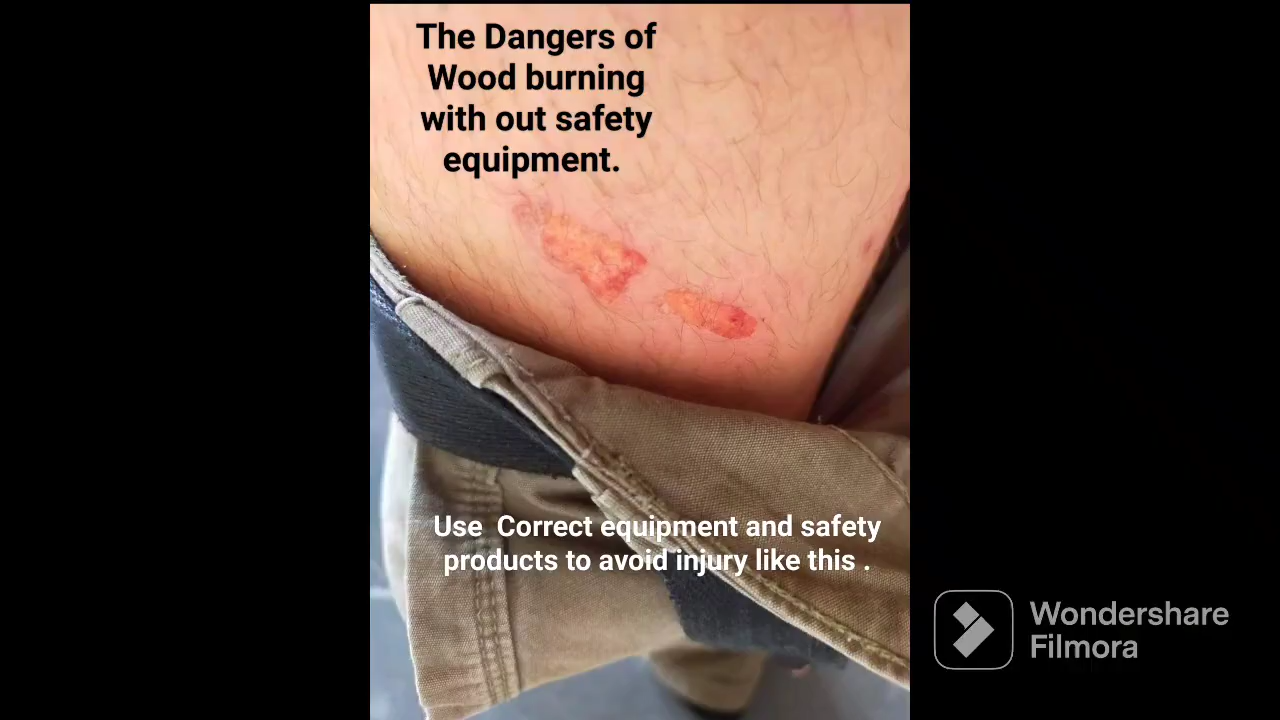 The Dangers of
Wood burning
with out safety
equipment.
Use  Correct equipment and safety
products to avoid injury like this .
Wondershare
Filmora